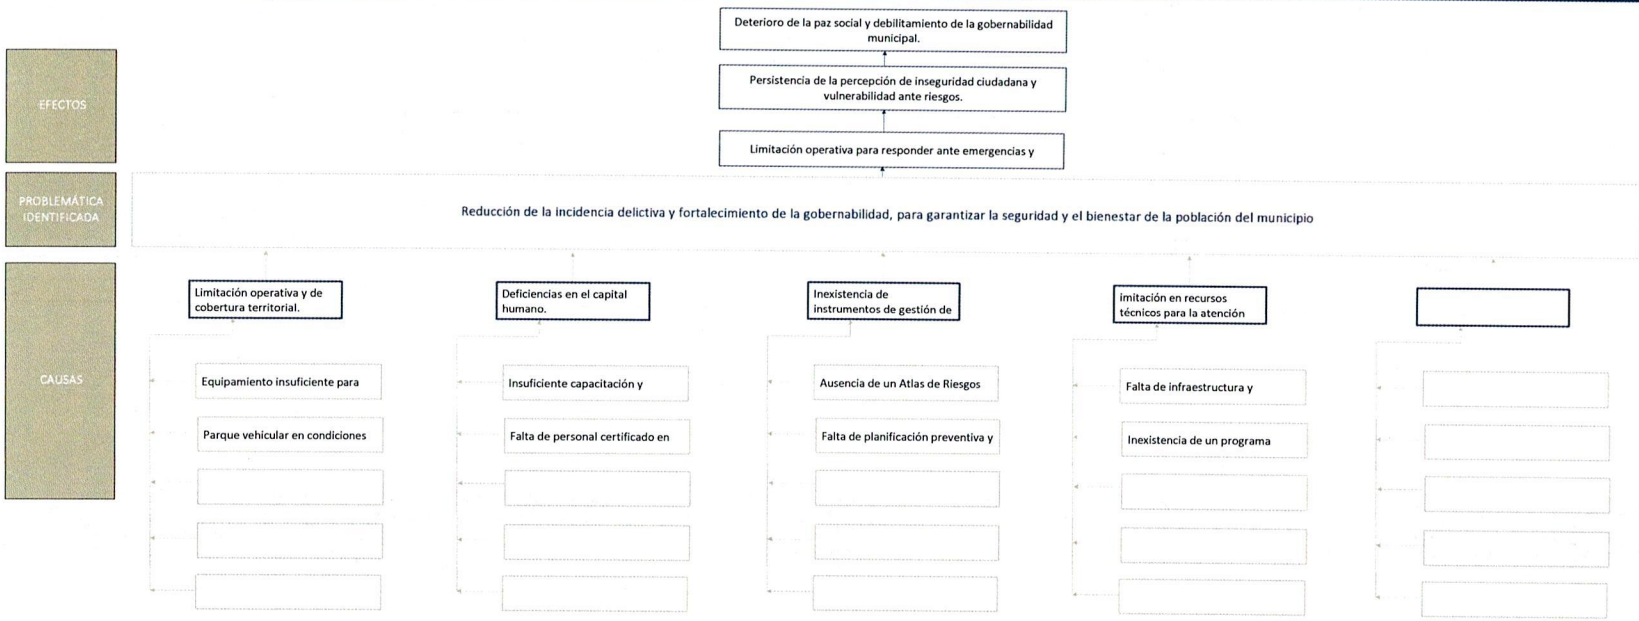 Deterioro de la paz social y debilitamiento de la gobernabilidad
municipal.
EFECTOS
Persistencia de la percepción de inseguridad ciudadana y
vulnerabilidad ante riesgos.
Limitación operativa para responder ante emergencias y
PROBLEMÁTICA
IDENTIFICADA
Reducción de la incidencia delictiva y fortalecimiento de la gobernabilidad, para garantizar la seguridad y el bienestar de la población del municipio
CAUSAS
Limitación operativa y de
cobertura territorial.
Equipamiento insuficiente para
Parque vehicular en condiciones
Deficiencias en el capital
humano.
Insuficiente capacitación y
Falta de personal certificado en
Inexistencia de
instrumentos de gestión de
Ausencia de un Atlas de Riesgos
Falta de planificación preventiva y
imitación en recursos
técnicos para la atención
Falta de infraestructura y
Inexistencia de un programa